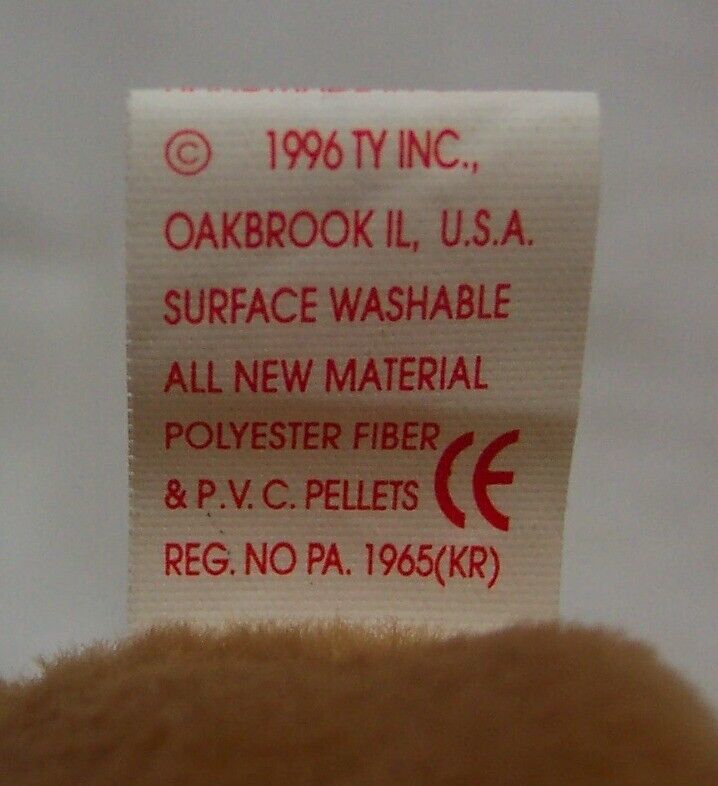 © 1996 TY INC.,
OAKBROOK IL, U.S.A.
SURFACE WASHABLE
ALL NEW MATERIAL
POLYESTER FIBER
& P.V.C. PELLETS CE
REG. NO PA. 1965(KR)